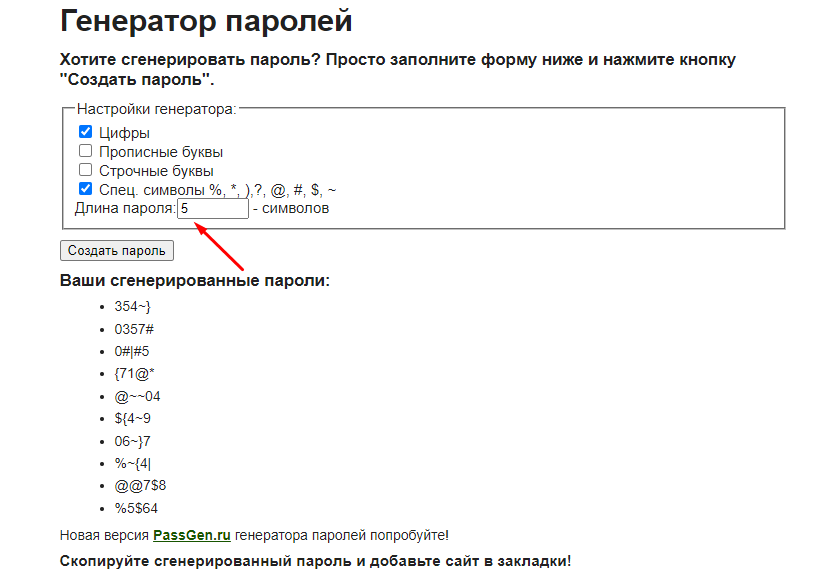 Генератор паролей
Хотите сгенерировать пароль? Просто заполните форму ниже и нажмите кнопку
"Создать пароль".
Настройки генератора:
Цифры
Прописные буквы
Строчные буквы
Спец. символы %, *, ),?, @, #, $, ~
Длина пароля: 5 - символов
Создать пароль
Ваши сгенерированные пароли:
354~}
0357#
0#|#5
{71@*
@~~04
${4~9
06~}7
%~{4|
@@7$8
%5$64
Новая версия PassGen.ru генератора паролей попробуйте!
Скопируйте сгенерированный пароль и добавьте сайт в закладки!